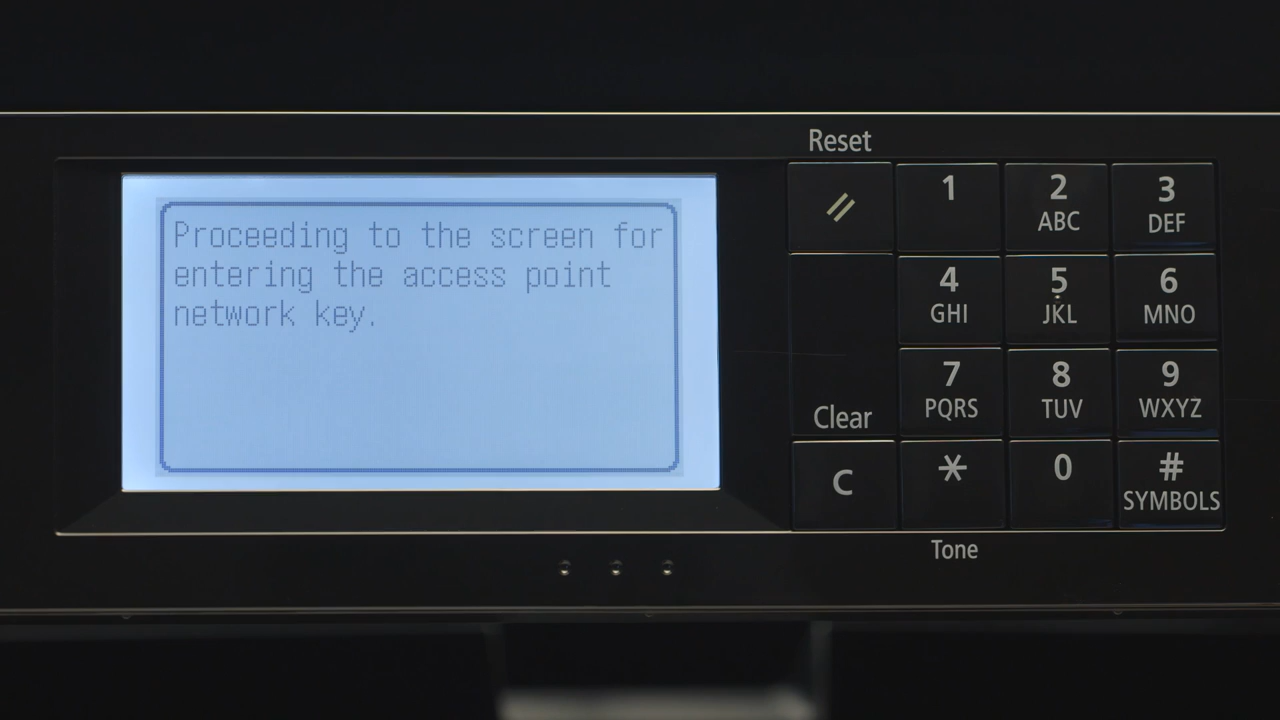 Reset
Proceeding to the screen for
entering the access point
network key.
1
2
ABC
3
DEF
4
GHI
5
JKL
6
MNO
Clear
7
PQRS
8
TUV
9
WXYZ
C
*
0
#
SYMBOLS
Tone